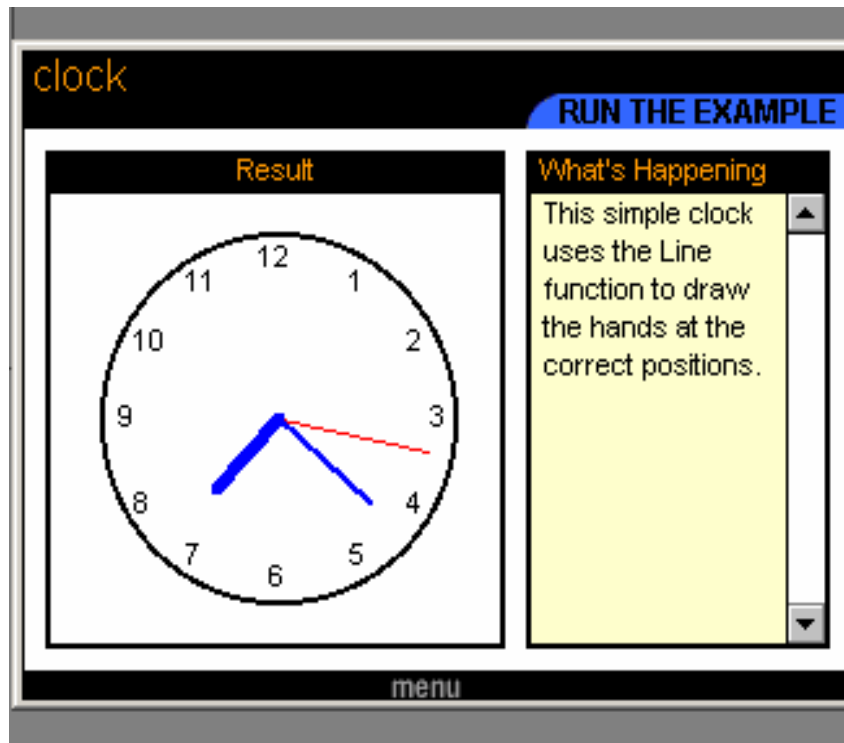 clock
RUN THE EXAMPLE
Result
12
11
1
10
2
9
3
8
4
7
5
6
What's Happening
This simple clock
uses the Line
function to draw
the hands at the
correct positions.
menu